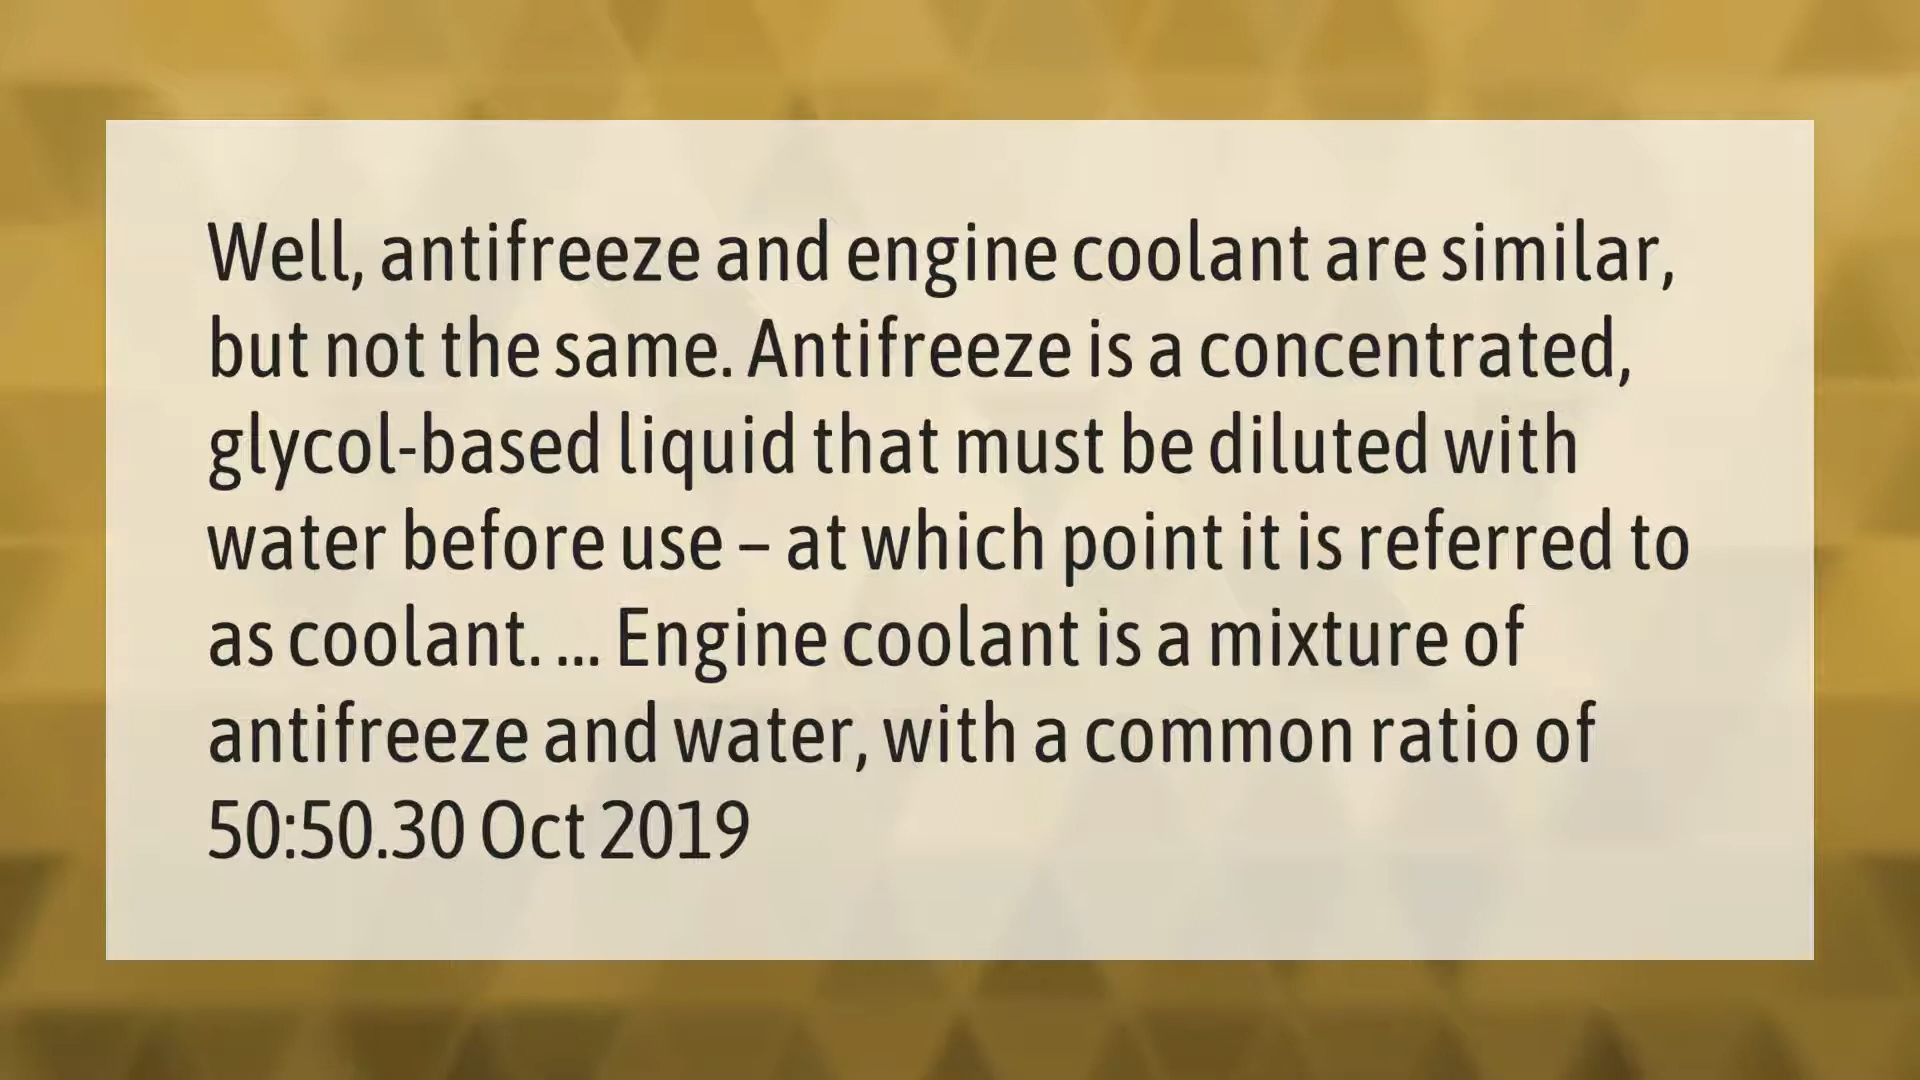 Well, antifreeze and engine coolant are similar,
but not the same. Antifreeze is a concentrated,
glycol-based liquid that must be diluted with
water before use – at which point it is referred to
as coolant. ... Engine coolant is a mixture of
antifreeze and water, with a common ratio of
50:50.30 Oct 2019